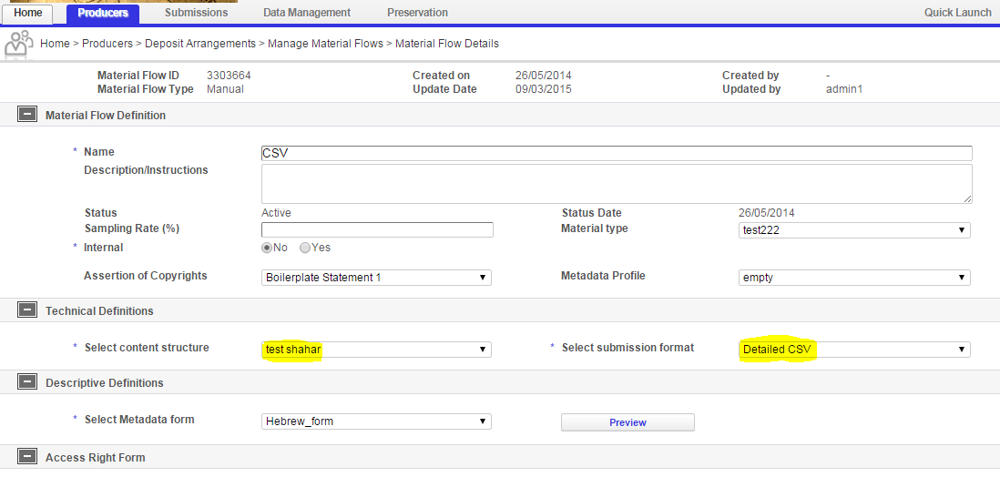 Home Producers Submissions Data Management Preservation Quick Launch
Home > Producers > Deposit Arrangements > Manage Material Flows > Material Flow Details
Material Flow ID 3303664 Created on 26/05/2014 Created by -
Material Flow Type Manual Update Date 09/03/2015 Updated by admin1
Material Flow Definition
* Name CSV
Description/Instructions
Status Active Status Date 26/05/2014
Sampling Rate (%) Material type test222
* Internal No Yes
Assertion of Copyrights Boilerplate Statement 1 Metadata Profile empty
Technical Definitions
* Select content structure test shahar * Select submission format Detailed CSV
Descriptive Definitions
* Select Metadata form Hebrew_form Preview
Access Right Form